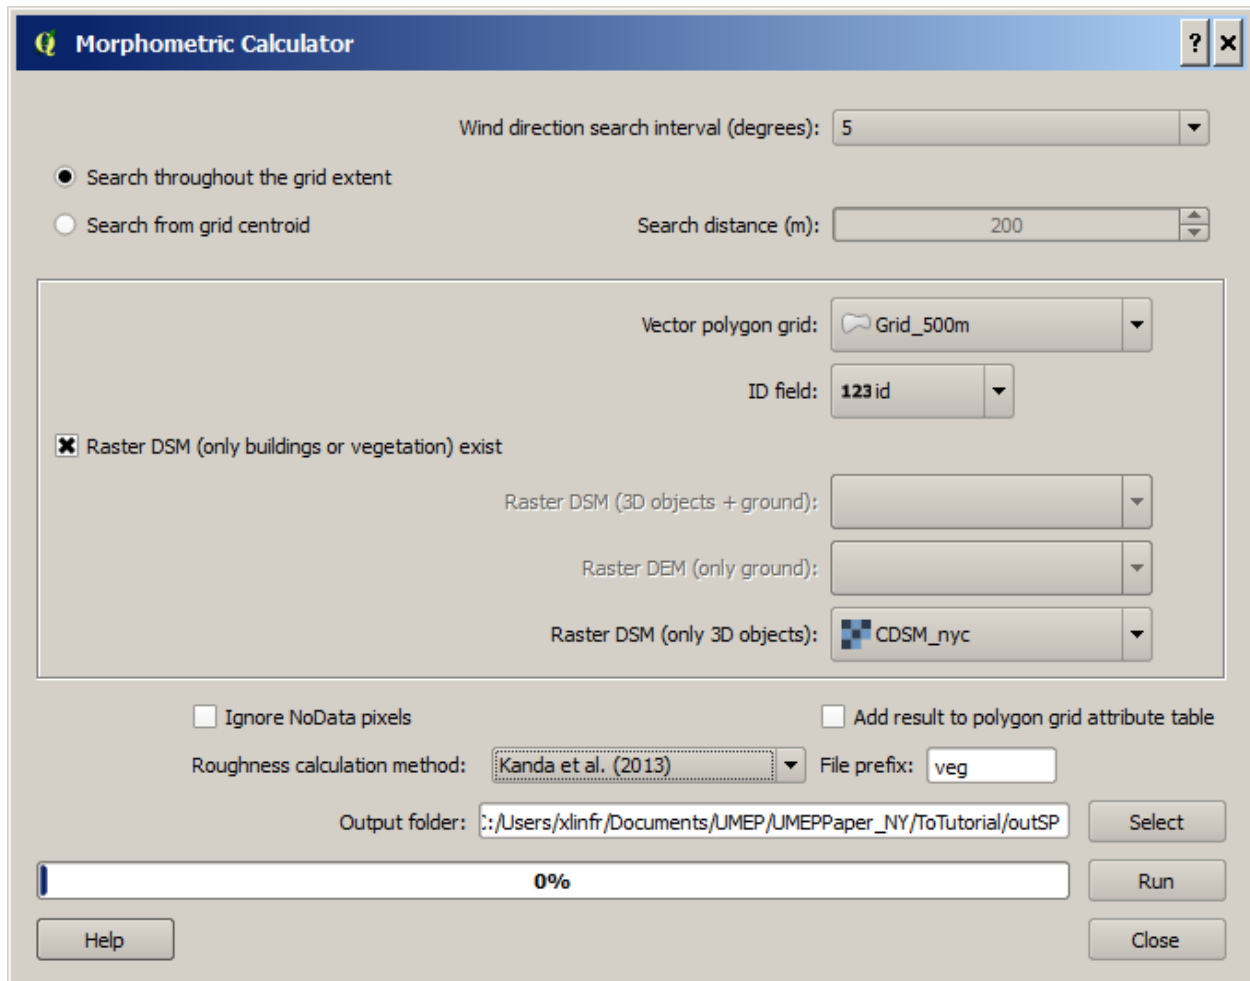 Morphometric Calculator
Wind direction search interval (degrees): 5
Search throughout the grid extent
Search from grid centroid Search distance (m): 200
Vector polygon grid: Grid_500m
ID field: 123 id
Raster DSM (only buildings or vegetation) exist
Raster DSM (3D objects + ground):
Raster DEM (only ground):
Raster DSM (only 3D objects): CDSM_nyc
Ignore NoData pixels Add result to polygon grid attribute table
Roughness calculation method: Kanda et al. (2013) File prefix: veg
Output folder: :/Users/xlinfr/Documents/UMEP/UMEPPaper_NY/ToTutorial/outSP Select
0% Run
Help Close